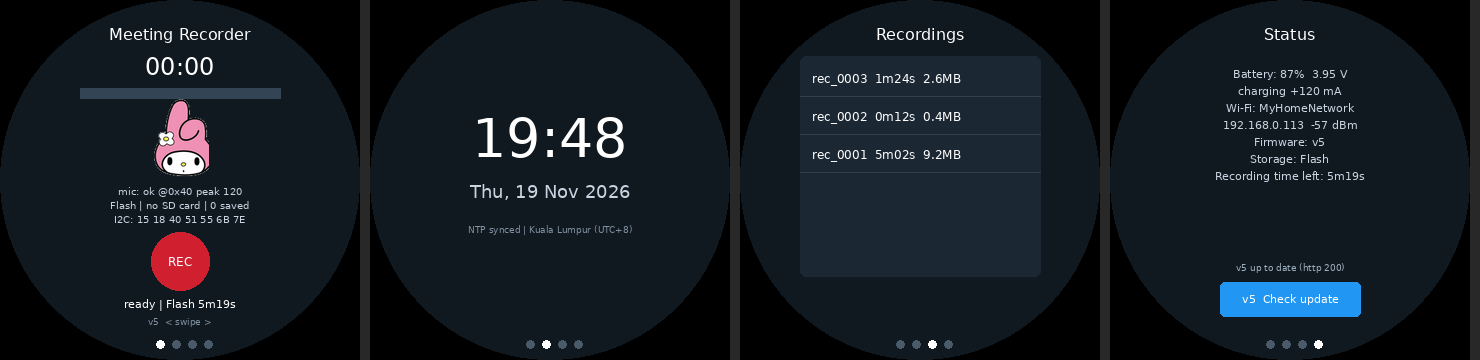 Meeting Recorder
00:00
mic: ok @0x40 peak 120
Flash | no SD card | 0 saved
I2C: 15 18 40 51 55 6B 7E
REC
ready | Flash 5m19s
v5 < swipe >
19:48
Thu, 19 Nov 2026
NTP synced | Kuala Lumpur (UTC+8)
Recordings
rec_0003 1m24s 2.6MB
rec_0002 0m12s 0.4MB
rec_0001 5m02s 9.2MB
Status
Battery: 87% 3.95 V
charging +120 mA
Wi-Fi: MyHomeNetwork
192.168.0.113 -57 dBm
Firmware: v5
Storage: Flash
Recording time left: 5m19s
v5 up to date (http 200)
v5 Check update